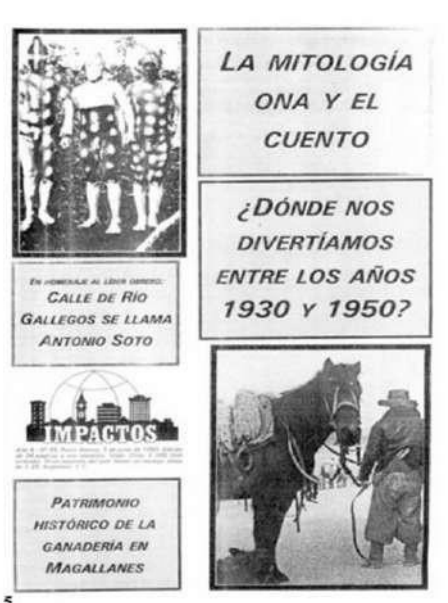 LA MITOLOGÍA
ONA Y EL
CUENTO
¿DÓNDE NOS
DIVERTÍAMOS
ENTRE LOS AÑOS
1930 Y 1950?
EN HOMENAJE AL LÍDER OBRERO:
CALLE DE RÍO
GALLEGOS SE LLAMA
ANTONIO SOTO
IMPACTOS
PATRIMONIO
HISTÓRICO DE LA
GANADERÍA EN
MAGALLANES
5